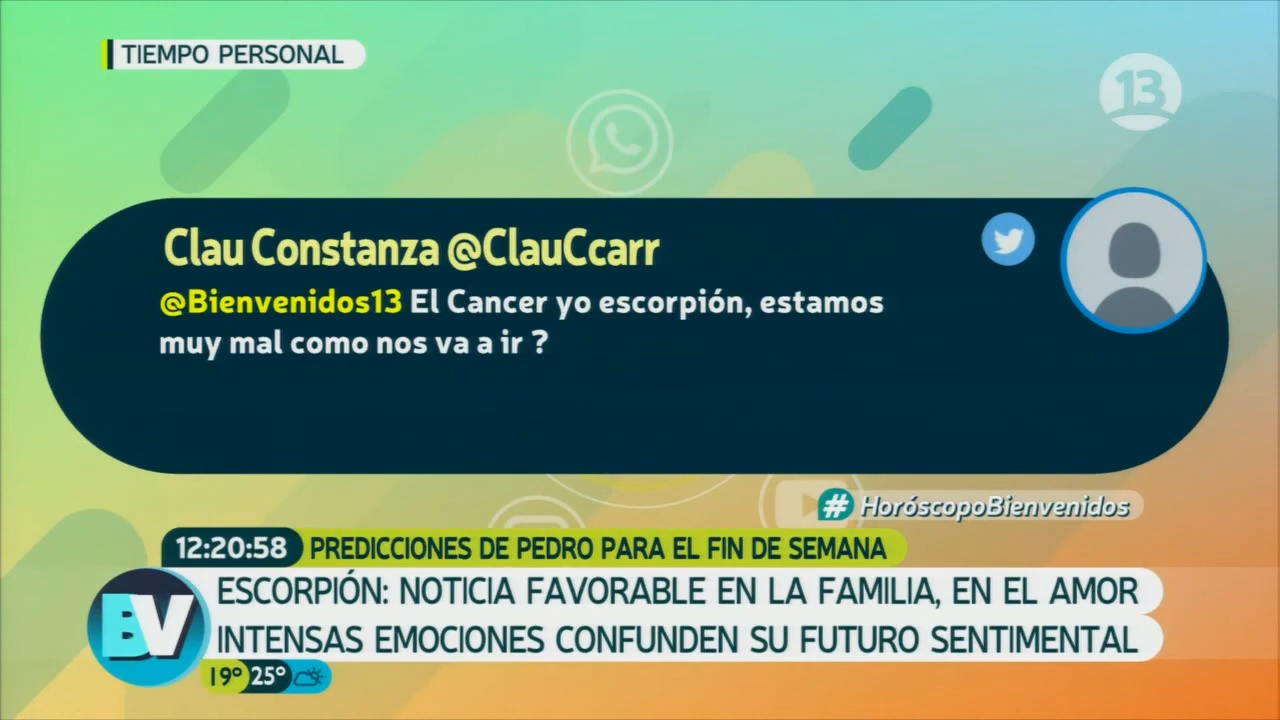 TIEMPO PERSONAL
13
Clau Constanza @ClauCcarr
@Bienvenidos13 El Cancer yo escorpión, estamos
muy mal como nos va a ir ?
# HoróscopoBienvenidos
12:20:58 PREDICCIONES DE PEDRO PARA EL FIN DE SEMANA
ESCORPIÓN: NOTICIA FAVORABLE EN LA FAMILIA, EN EL AMOR
INTENSAS EMOCIONES CONFUNDEN SU FUTURO SENTIMENTAL
BV
19° 25°